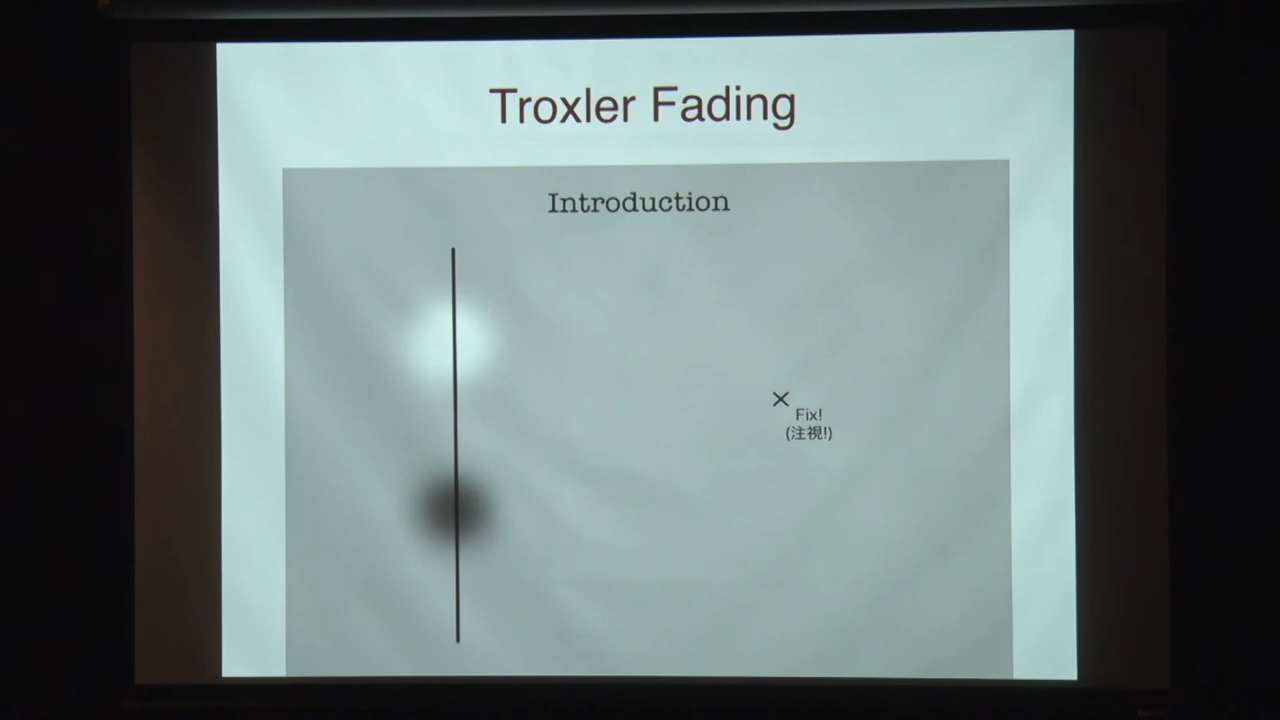 Troxler Fading
Introduction
Fix!
(注視!)